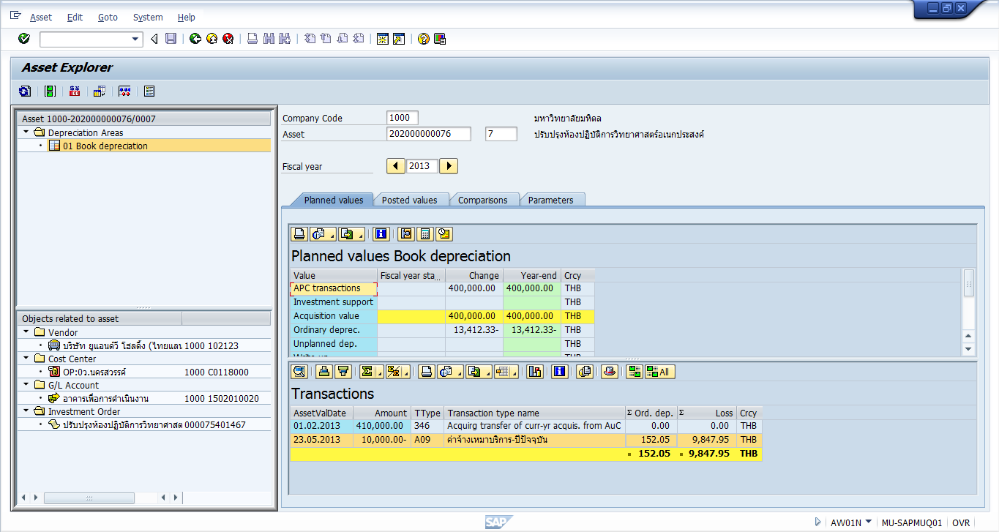 Asset Edit Goto System Help
Asset Explorer
Asset 1000-202000000076/0007
Depreciation Areas
01 Book depreciation
Objects related to asset
Vendor
บริษัท ยูแอนด์วี โฮลดิ้ง (ไทยแลน 1000 102123
Cost Center
OP:0ว.นครสวรรค์ 1000 C0118000
G/L Account
อาคารเพื่อการดำเนินงาน 1000 1502010020
Investment Order
ปรับปรุงห้องปฏิบัติการวิทยาศาสต 000075401467
Company Code 1000 มหาวิทยาลัยมหิดล
Asset 202000000076 7 ปรับปรุงห้องปฏิบัติการวิทยาศาสตร์อเนกประสงค์
Fiscal year 2013
Planned values Posted values Comparisons Parameters
Planned values Book depreciation
Value Fiscal year sta... Change Year-end Crcy
APC transactions 400,000.00 400,000.00 THB
Investment support THB
Acquisition value 400,000.00 400,000.00 THB
Ordinary deprec. 13,412.33- 13,412.33- THB
Unplanned dep. THB
All
Transactions
AssetValDate Amount TType Transaction type name Σ Ord. dep. Σ Loss Crcy
01.02.2013 410,000.00 346 Acquirg transfer of curr-yr acquis. from AuC 0.00 0.00 THB
23.05.2013 10,000.00- A09 ค่าจ้างเหมาบริการ-ปีปัจจุบัน 152.05 9,847.95 THB
▪ 152.05 ▪ 9,847.95 THB
SAP AW01N MU-SAPMUQ01 OVR